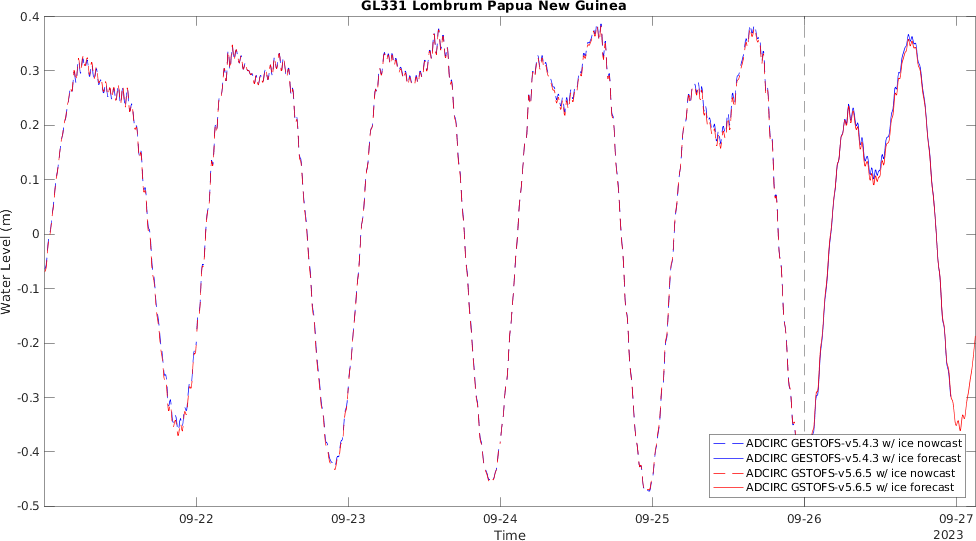 GL331 Lombrum Papua New Guinea
0.4
0.3
0.2
0.1
0
-0.1
-0.2
-0.3
-0.4
-0.5
Water Level (m)
ADCIRC GESTOFS-v5.4.3 w/ ice nowcast
ADCIRC GESTOFS-v5.4.3 w/ ice forecast
ADCIRC GSTOFS-v5.6.5 w/ ice nowcast
ADCIRC GSTOFS-v5.6.5 w/ ice forecast
09-22 09-23 09-24 09-25 09-26 09-27
Time
2023